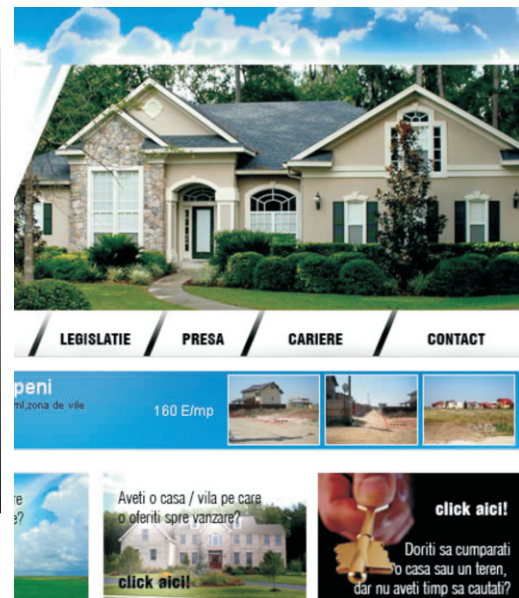 LEGISLATIE PRESA CARIERE CONTACT
peni
ml,zona de vile
160 E/mp
re
e?
Aveti o casa / vila pe care
o oferiti spre vanzare?
click aici!
click aici!
Doriti sa cumparati
o casa sau un teren,
dar nu aveti timp sa cautati?